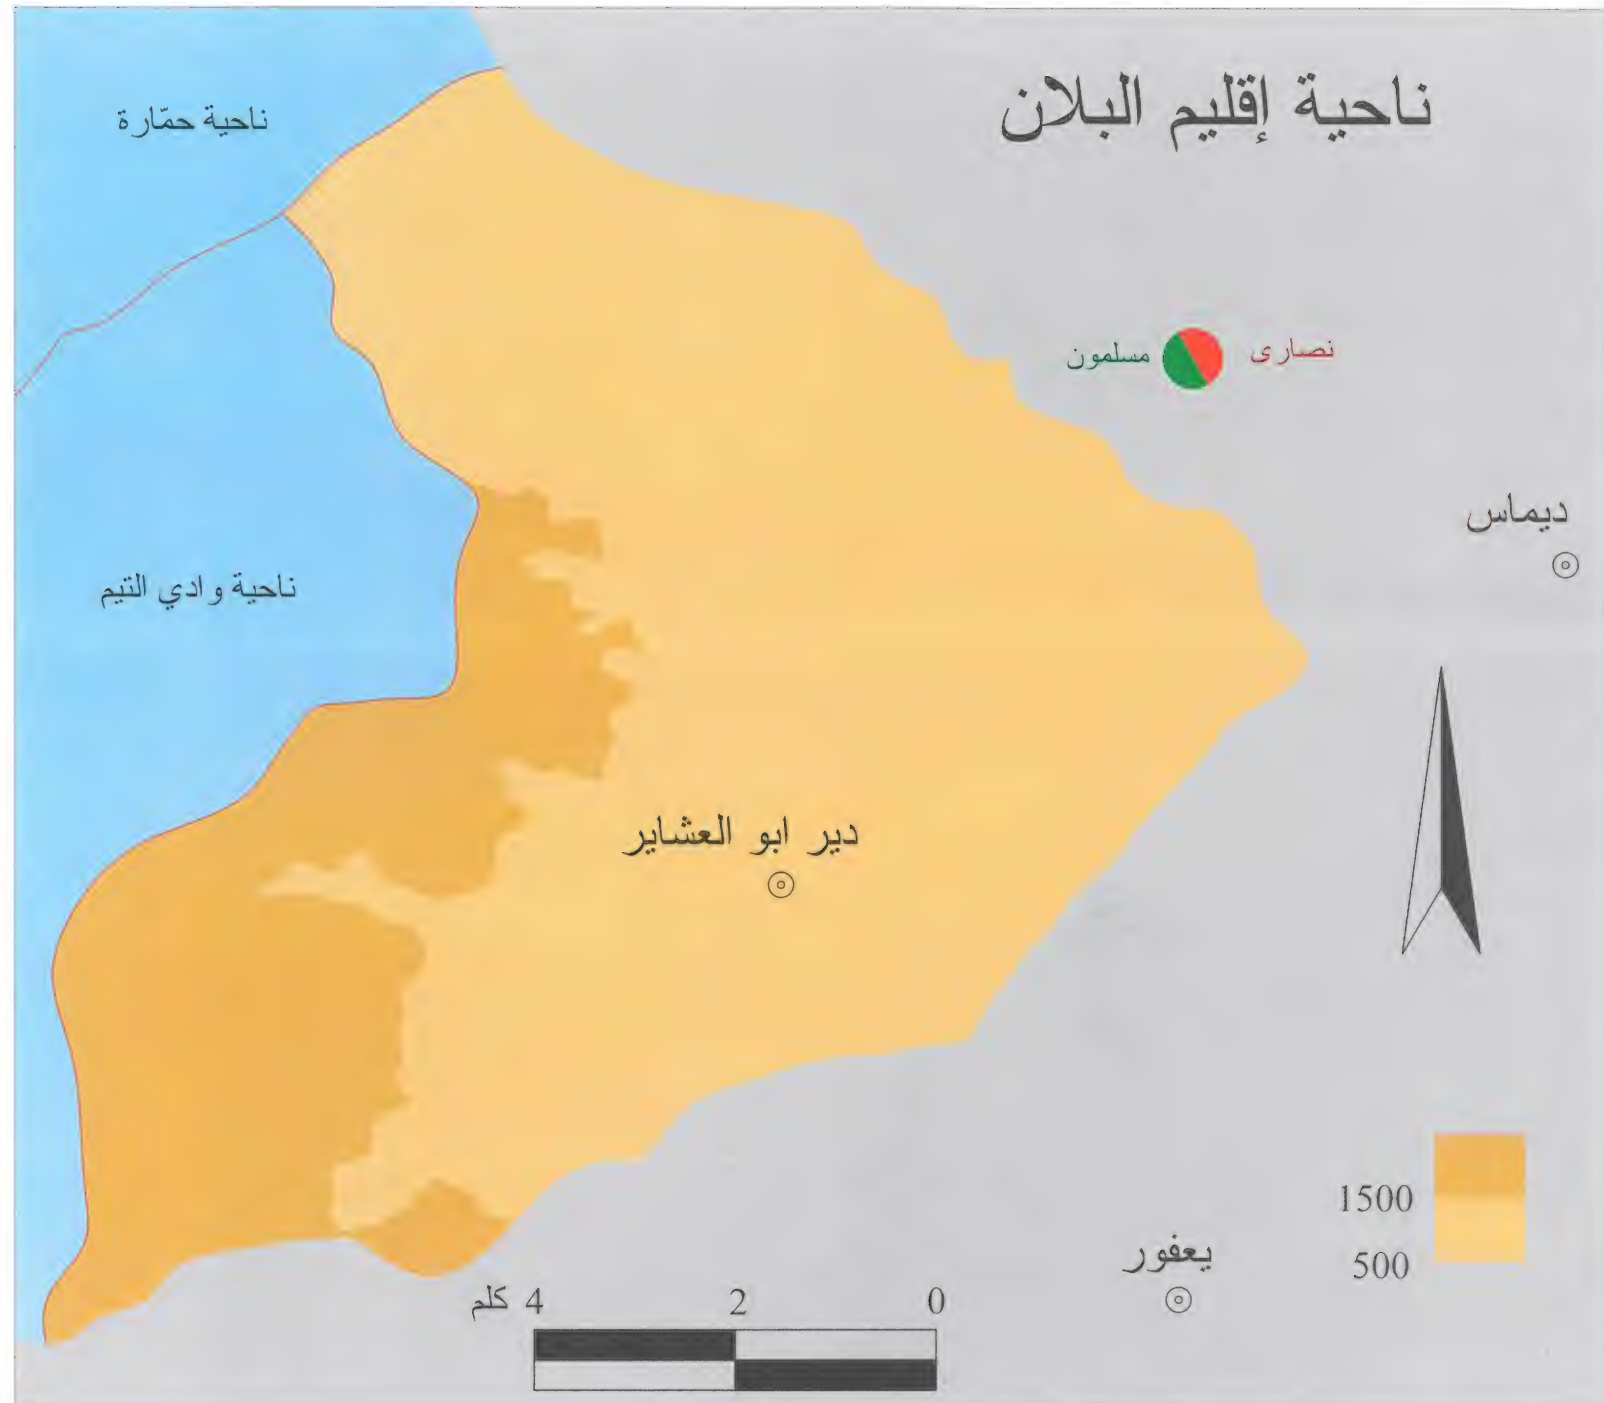 ناحية إقليم البلان
ناحية حمّارة
نصارى
مسلمون
ديماس
ناحية وادي التيم
دير ابو العشاير
1500
500
يعفور
0 2 4 كلم